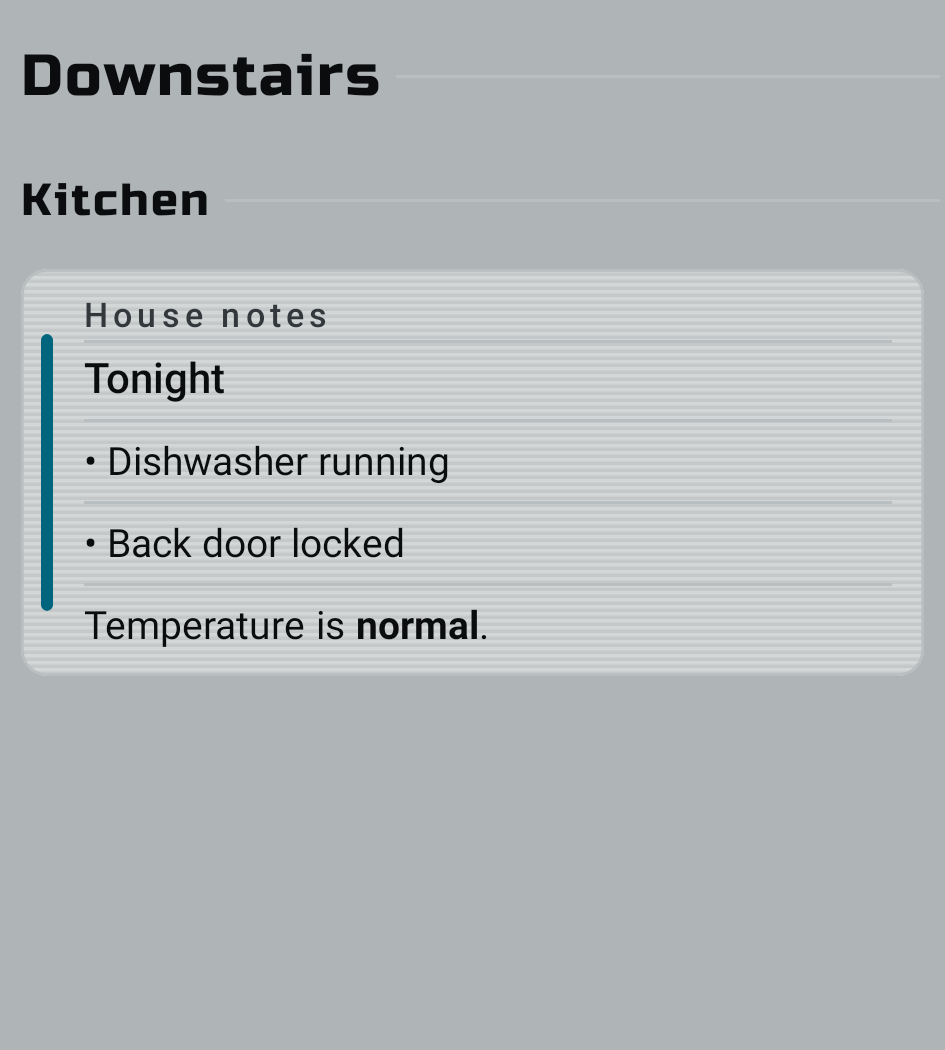 Downstairs
Kitchen
House notes
Tonight
• Dishwasher running
• Back door locked
Temperature is normal.